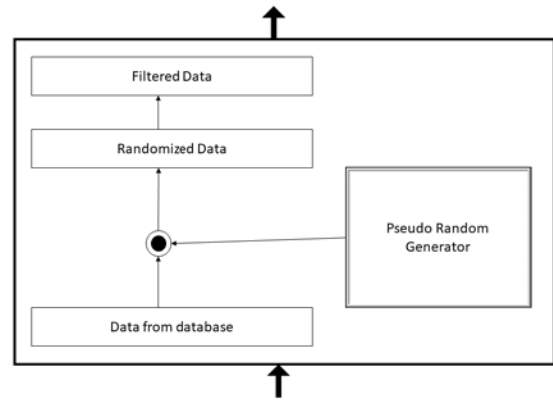 Filtered Data
Randomized Data
Pseudo Random
Generator
Data from database